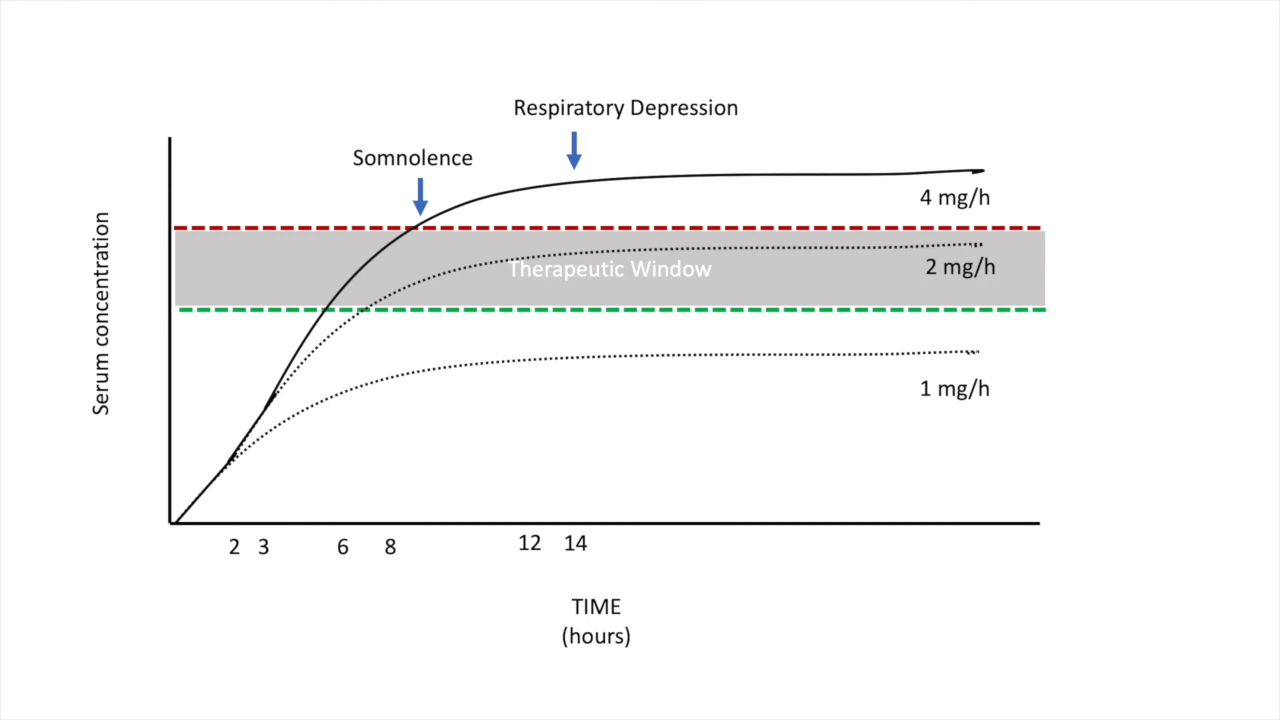 Respiratory Depression
Somnolence
4 mg/h
Therapeutic Window
2 mg/h
1 mg/h
Serum concentration
2 3 6 8 12 14
TIME
(hours)